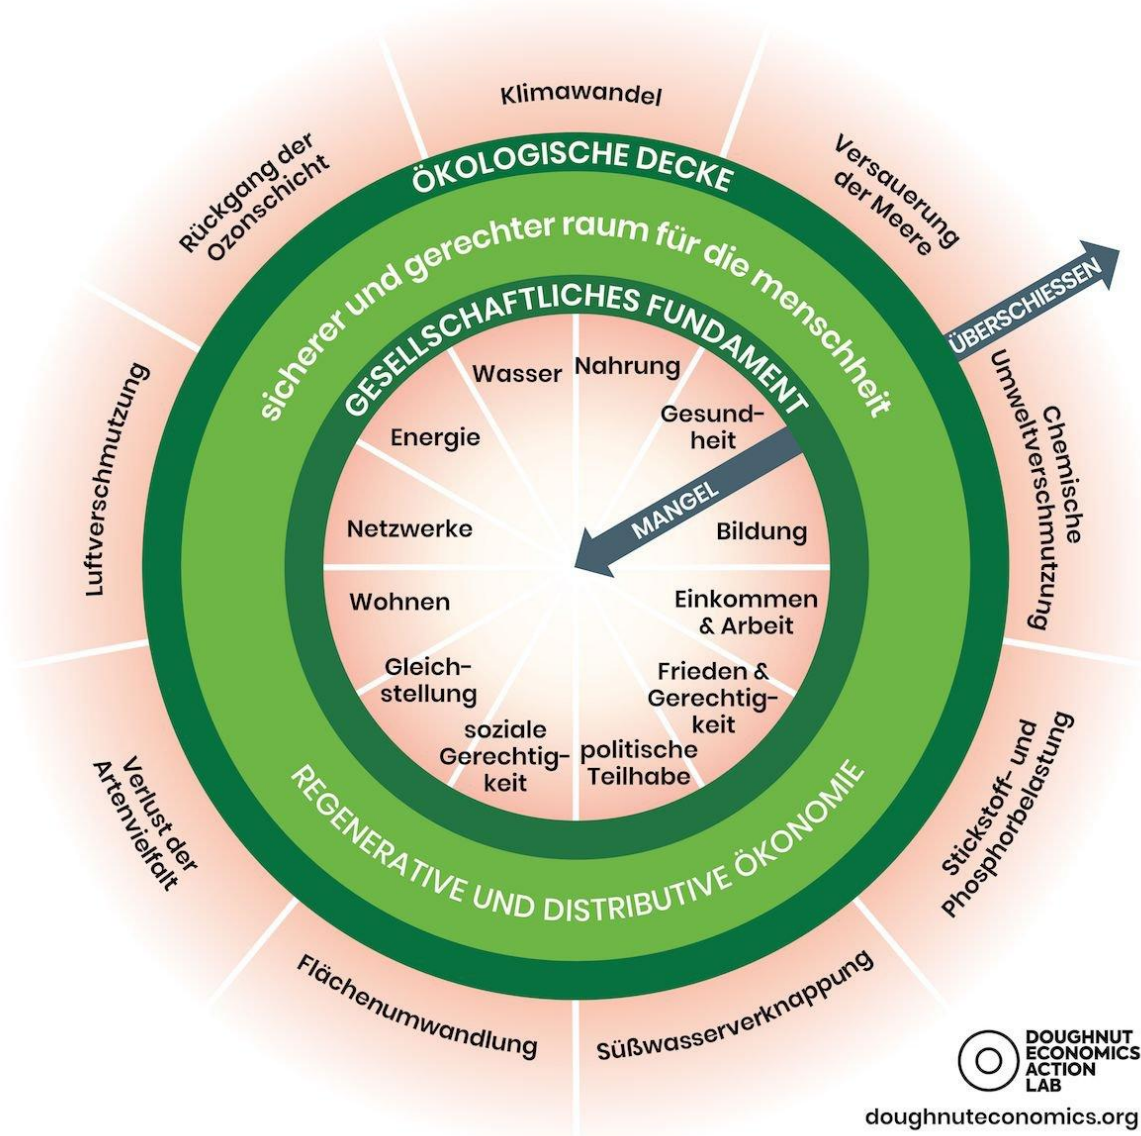 Klimawandel
Versauerung
der Meere
Chemische
Umweltverschmutzung
Stickstoff- und
Phosphorbelastung
Süßwasserverknappung
Flächenumwandlung
Verlust der
Artenvielfalt
Luftverschmutzung
Rückgang der
Ozonschicht
ÖKOLOGISCHE DECKE
sicherer und gerechter raum für die menschheit
GESELLSCHAFTLICHES FUNDAMENT
ÜBERSCHIESSEN
Wasser
Nahrung
Gesund-
heit
MANGEL
Bildung
Einkommen
& Arbeit
Frieden &
Gerechtig-
keit
politische
Teilhabe
soziale
Gerechtig-
keit
Gleich-
stellung
Wohnen
Netzwerke
Energie
REGENERATIVE UND DISTRIBUTIVE ÖKONOMIE
DOUGHNUT
ECONOMICS
ACTION
LAB
doughnuteconomics.org